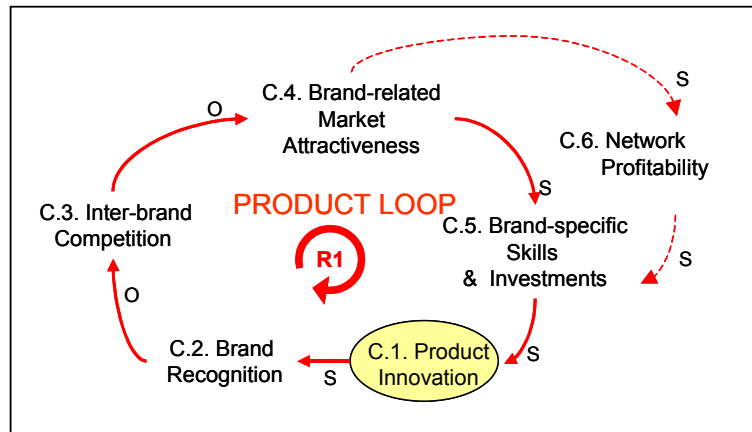 S
O
C.4. Brand-related
Market
Attractiveness
C.6. Network
Profitability
S
C.3. Inter-brand
Competition
PRODUCT LOOP
C.5. Brand-specific
Skills
& Investments
R1
S
O
C.2. Brand
Recognition
S
C.1. Product
Innovation
S